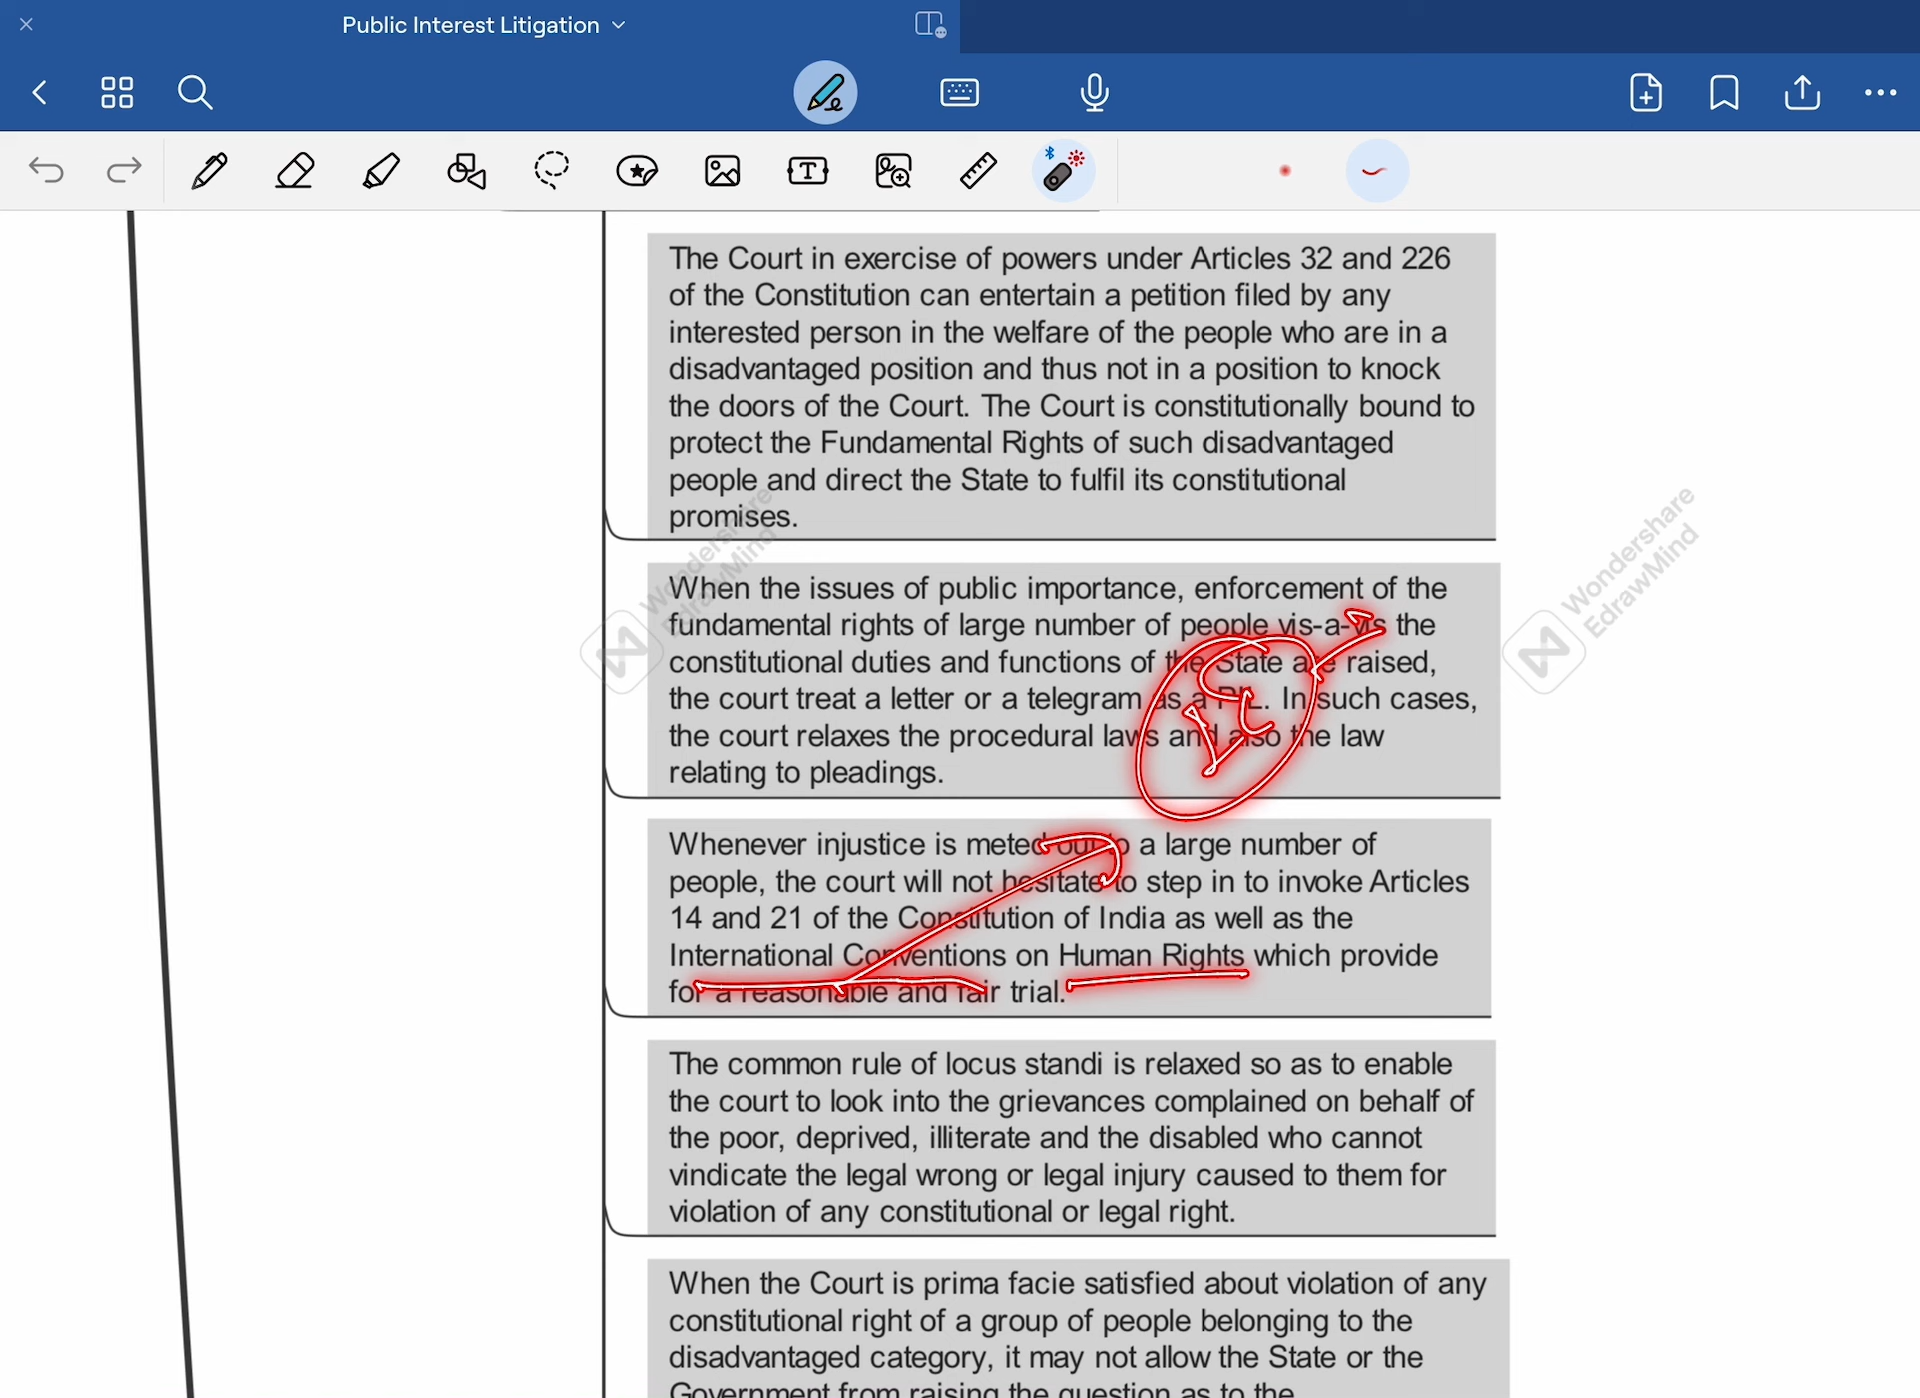 Public Interest Litigation
The Court in exercise of powers under Articles 32 and 226
of the Constitution can entertain a petition filed by any
interested person in the welfare of the people who are in a
disadvantaged position and thus not in a position to knock
the doors of the Court. The Court is constitutionally bound to
protect the Fundamental Rights of such disadvantaged
people and direct the State to fulfil its constitutional
promises.
When the issues of public importance, enforcement of the
fundamental rights of large number of people vis-a-vis the
constitutional duties and functions of the State are raised,
the court treat a letter or a telegram as a PIL. In such cases,
the court relaxes the procedural laws and also the law
relating to pleadings.
Whenever injustice is meted out to a large number of
people, the court will not hesitate to step in to invoke Articles
14 and 21 of the Constitution of India as well as the
International Conventions on Human Rights which provide
for a reasonable and fair trial.
The common rule of locus standi is relaxed so as to enable
the court to look into the grievances complained on behalf of
the poor, deprived, illiterate and the disabled who cannot
vindicate the legal wrong or legal injury caused to them for
violation of any constitutional or legal right.
When the Court is prima facie satisfied about violation of any
constitutional right of a group of people belonging to the
disadvantaged category, it may not allow the State or the
Government from raising the question as to the
Wondershare
EdrawMind
Wondershare
EdrawMind